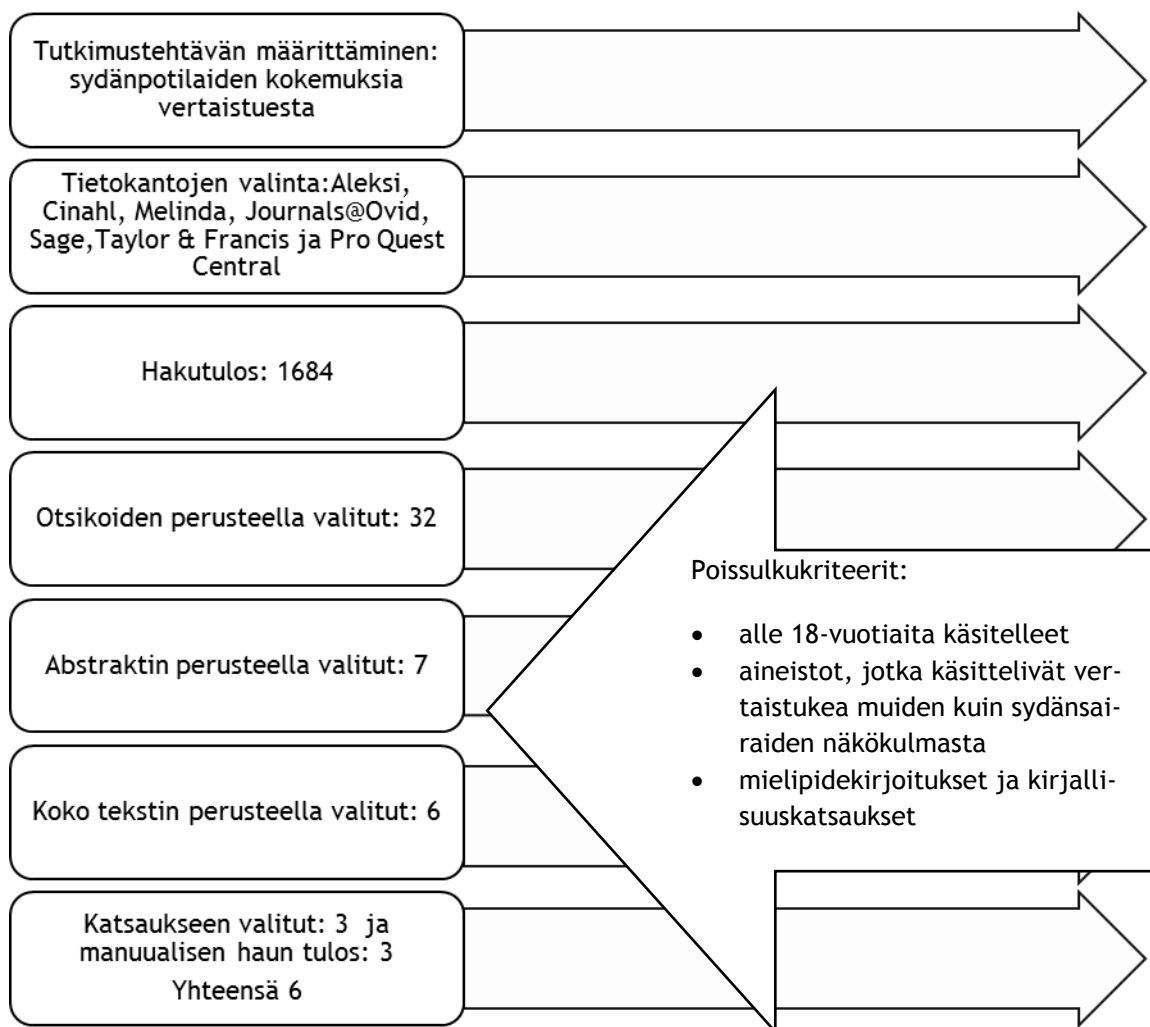 Tutkimustehtävän määrittäminen:
sydänpotilaiden kokemuksia
vertaistuesta
Tietokantojen valinta:Aleksi,
Cinahl, Melinda, Journals@Ovid,
Sage,Taylor & Francis ja Pro Quest
Central
Hakutulos: 1684
Otsikoiden perusteella valitut: 32
Abstraktin perusteella valitut: 7
Koko tekstin perusteella valitut: 6
Katsaukseen valitut: 3 ja
manuualisen haun tulos: 3
Yhteensä 6
Poissulkukriteerit:
• alle 18-vuotiaita käsitelleet
• aineistot, jotka käsittelivät ver-
taistukea muiden kuin sydänsai-
raiden näkökulmasta
• mielipidekirjoitukset ja kirjalli-
suuskatsaukset